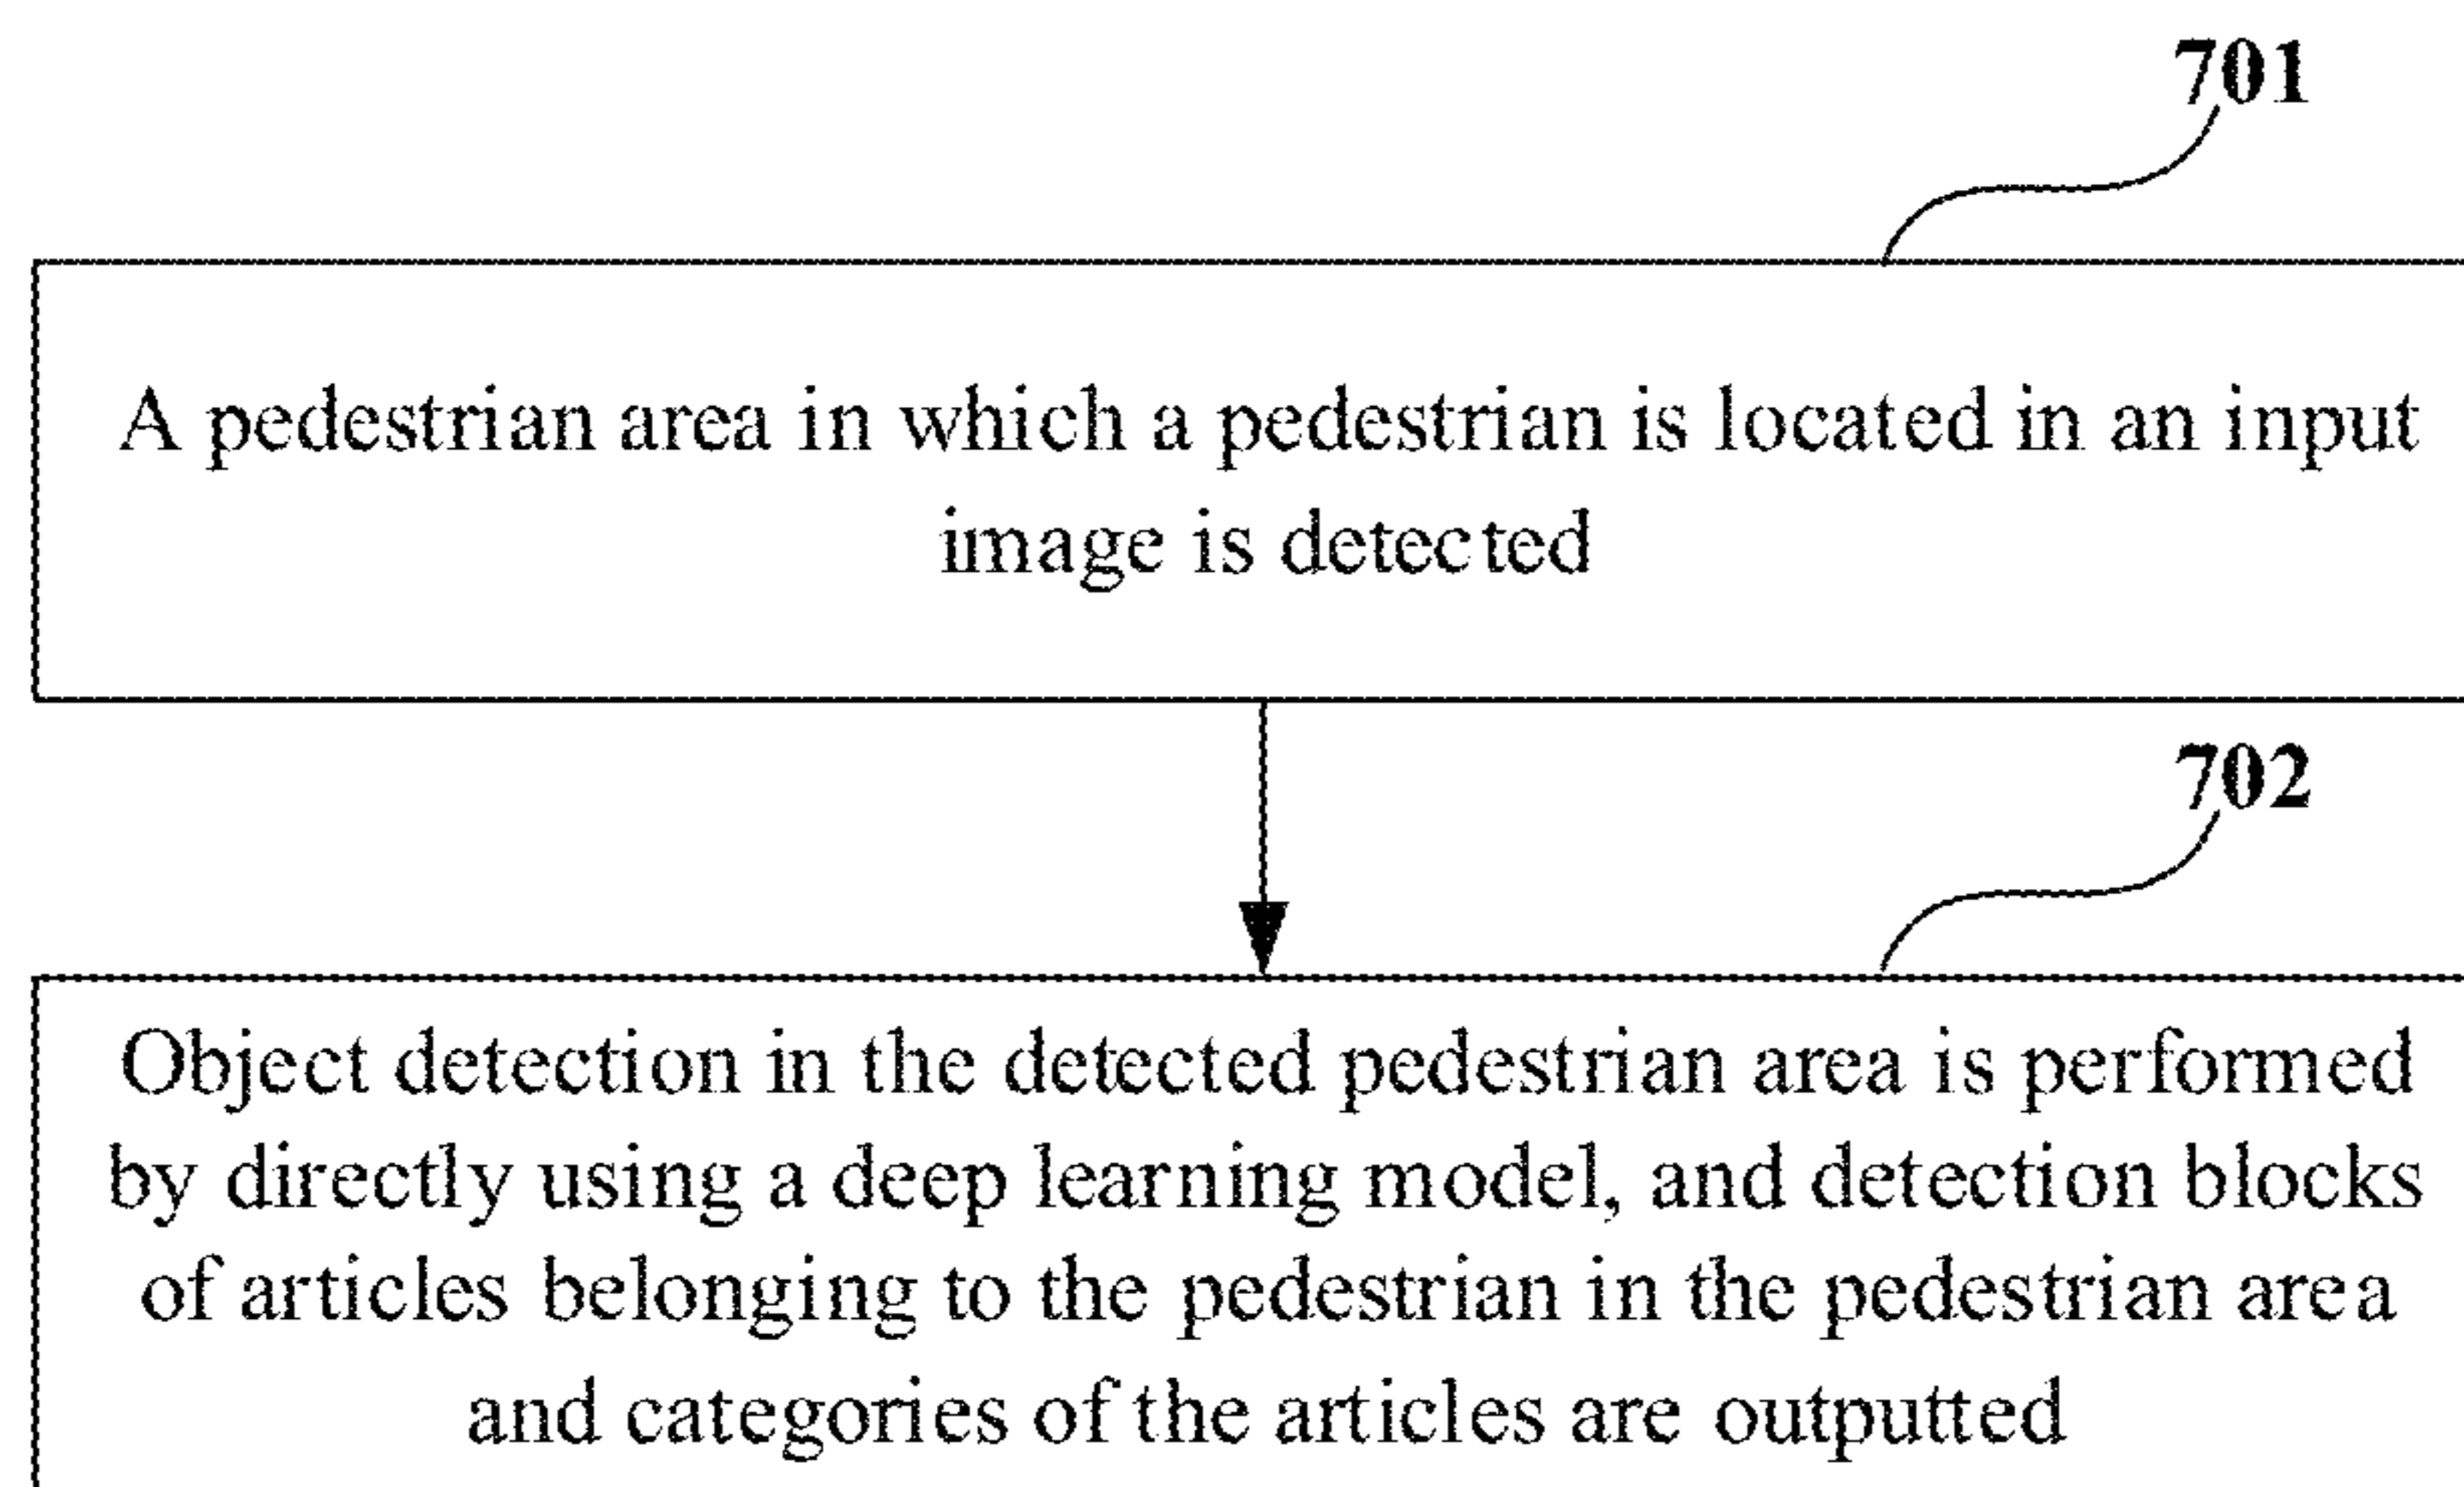 701
A pedestrian area in which a pedestrian is located in an input
image is detected
702
Object detection in the detected pedestrian area is performed
by directly using a deep learning model, and detection blocks
of articles belonging to the pedestrian in the pedestrian area
and categories of the articles are outputted